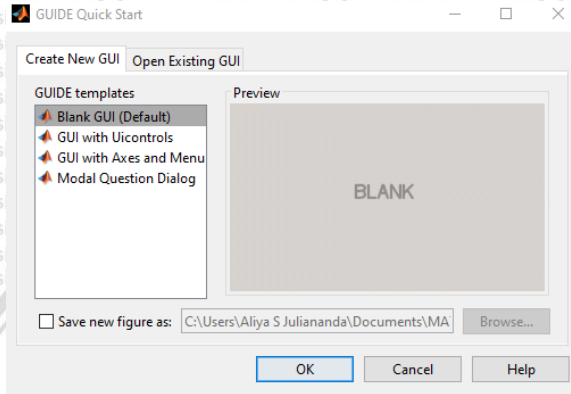 GUIDE Quick Start
Create New GUI Open Existing GUI
GUIDE templates
Blank GUI (Default)
GUI with Uicontrols
GUI with Axes and Menu
Modal Question Dialog
Preview
BLANK
Save new figure as: C:\Users\Aliya S Juliananda\Documents\MA Browse...
OK Cancel Help